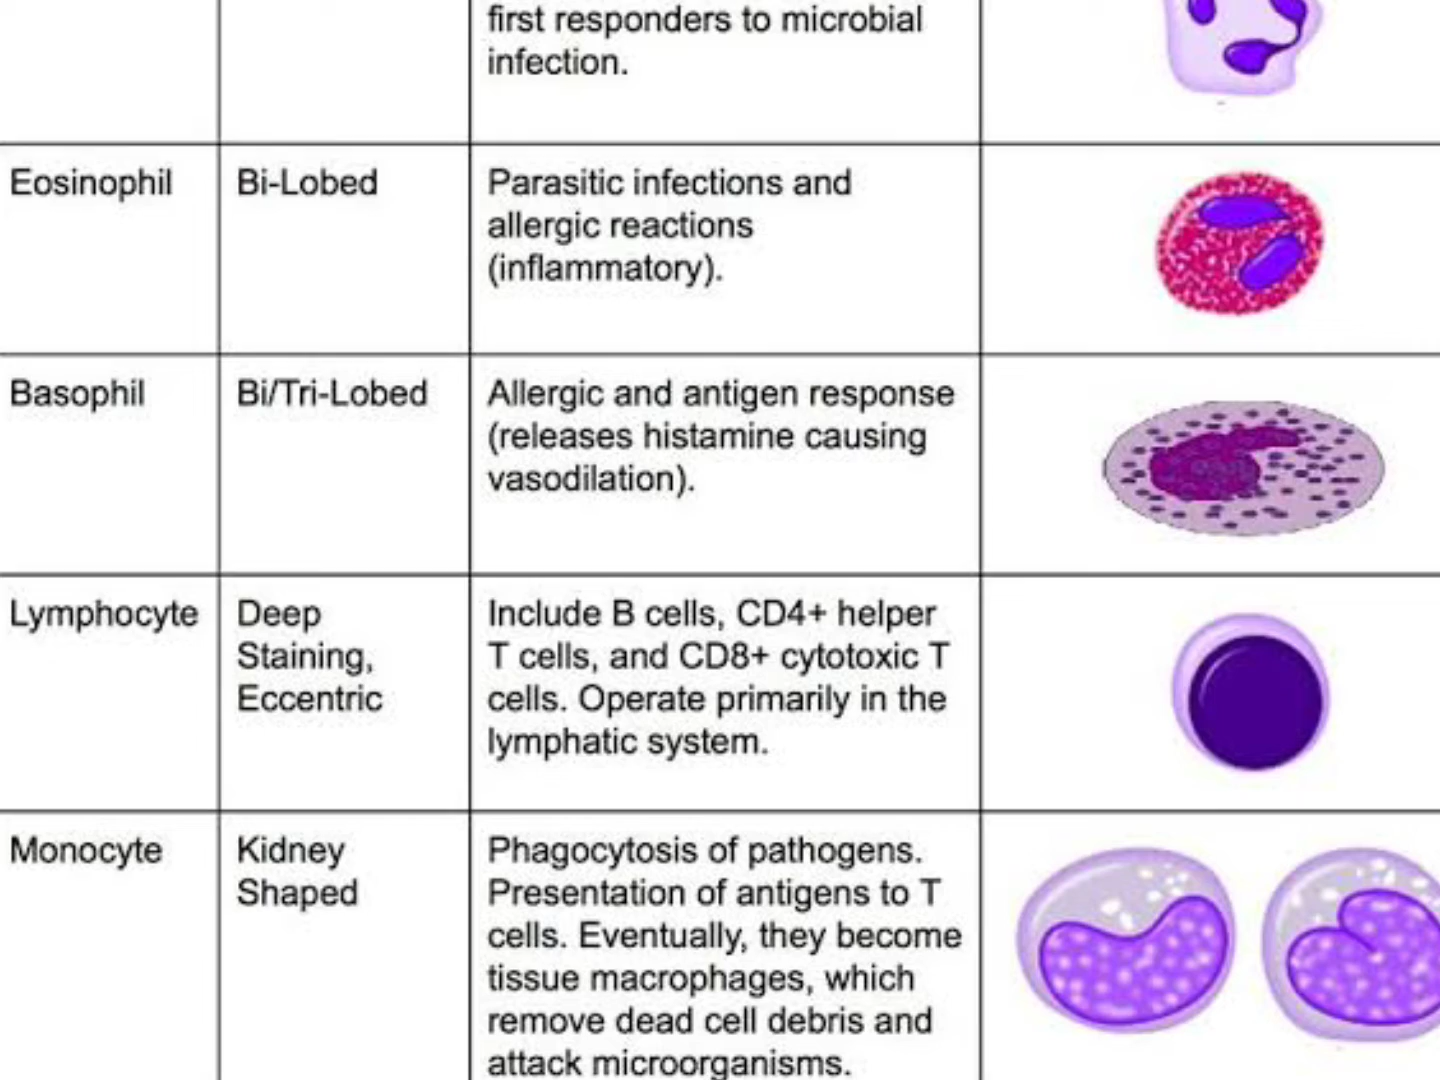 first responders to microbial
infection.
Eosinophil
Bi-Lobed
Parasitic infections and
allergic reactions
(inflammatory).
Basophil
Bi/Tri-Lobed
Allergic and antigen response
(releases histamine causing
vasodilation).
Lymphocyte
Deep
Staining,
Eccentric
Include B cells, CD4+ helper
T cells, and CD8+ cytotoxic T
cells. Operate primarily in the
lymphatic system.
Monocyte
Kidney
Shaped
Phagocytosis of pathogens.
Presentation of antigens to T
cells. Eventually, they become
tissue macrophages, which
remove dead cell debris and
attack microorganisms.